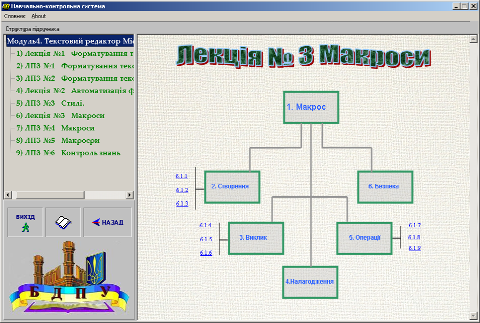 Навчально-контрольна система
Словник About
Структура підручника
Модуль4. Текстовий редактор Mic
1) Лекція №1 Форматування т
2) ЛПЗ №1 Форматування текс
3) ЛПЗ №2 Форматування текс
4) Лекція №2 Автоматизація ф
5) ЛПЗ №3 Стилі.
6) Лекція №3 Макроси
7) ЛПЗ №4 Макроси
8) ЛПЗ №5 Макроси
9) ЛПЗ №6 Контроль знань
ВИХІД
НАЗАД
БДПУ
Лекція № 3 Макроси
1. Макрос
2. Створення
6.1.1
6.1.2
6.1.3
6. Безпека
3. Виклик
6.1.4
6.1.5
6.1.6
5. Операції
6.1.7
6.1.8
6.1.9
4.Налагодження